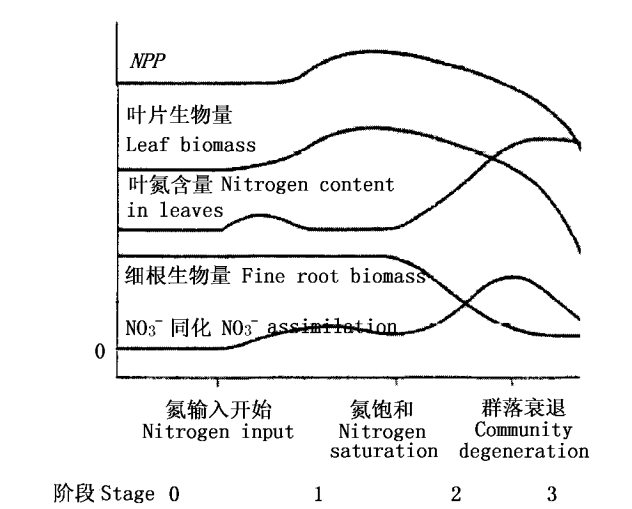 NPP
叶片生物量
Leaf biomass
叶氮含量 Nitrogen content
in leaves
细根生物量 Fine root biomass
NO₃⁻ 同化 NO₃⁻ assimilation
0
氮输入开始
Nitrogen input
氮饱和
Nitrogen
saturation
群落衰退
Community
degeneration
阶段 Stage 0 1 2 3